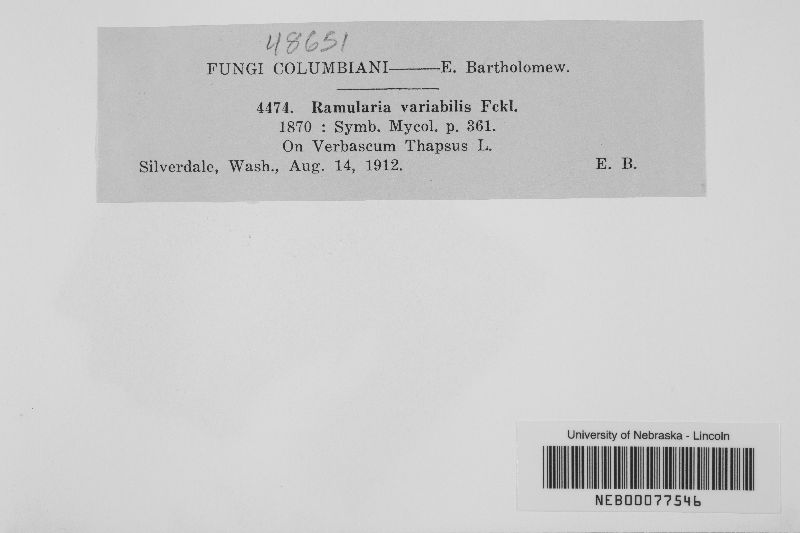 48651
FUNGI COLUMBIANI——E. Bartholomew.
4474. Ramularia variabilis Fckl.
1870 : Symb. Mycol. p. 361.
On Verbascum Thapsus L.
Silverdale, Wash., Aug. 14, 1912. E. B.
University of Nebraska - Lincoln
NEB00077546